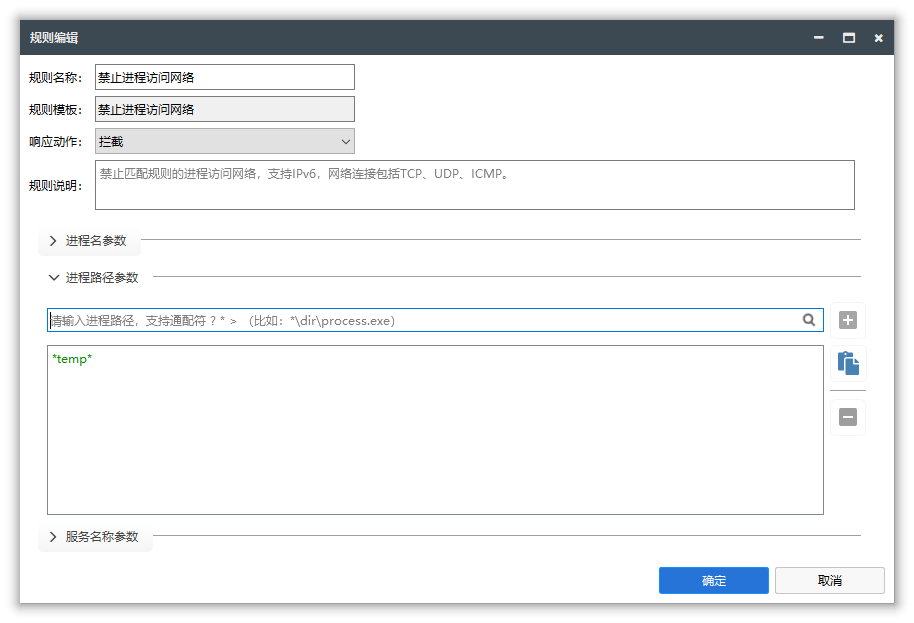 规则编辑
规则名称： 禁止进程访问网络
规则模板： 禁止进程访问网络
响应动作： 拦截
规则说明： 禁止匹配规则的进程访问网络，支持IPv6，网络连接包括TCP、UDP、ICMP。
进程名参数
进程路径参数
请输入进程路径，支持通配符 ? * > （比如：*\dir\process.exe）
*temp*
服务名称参数
确定 取消